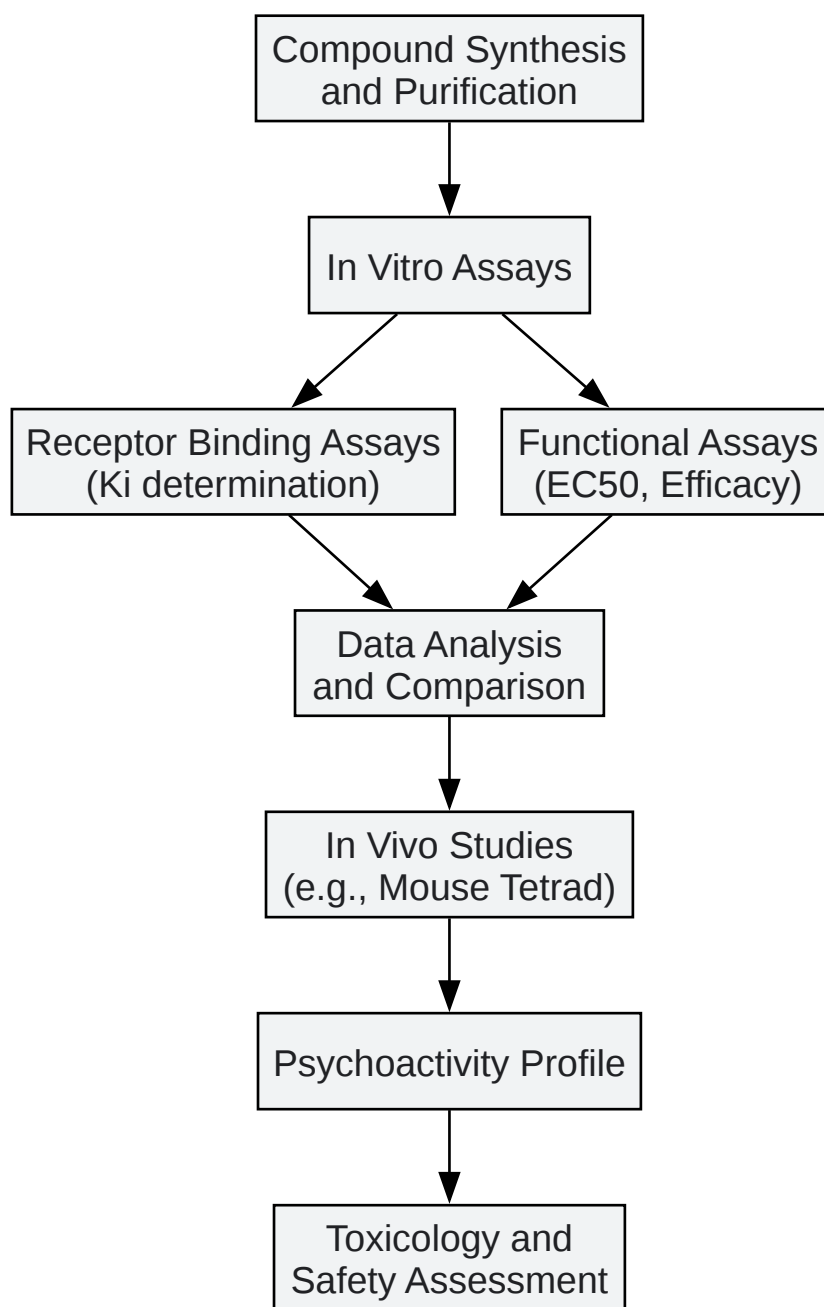 Compound Synthesis
and Purification
In Vitro Assays
Receptor Binding Assays
(Ki determination)
Functional Assays
(EC50, Efficacy)
Data Analysis
and Comparison
In Vivo Studies
(e.g., Mouse Tetrad)
Psychoactivity Profile
Toxicology and
Safety Assessment